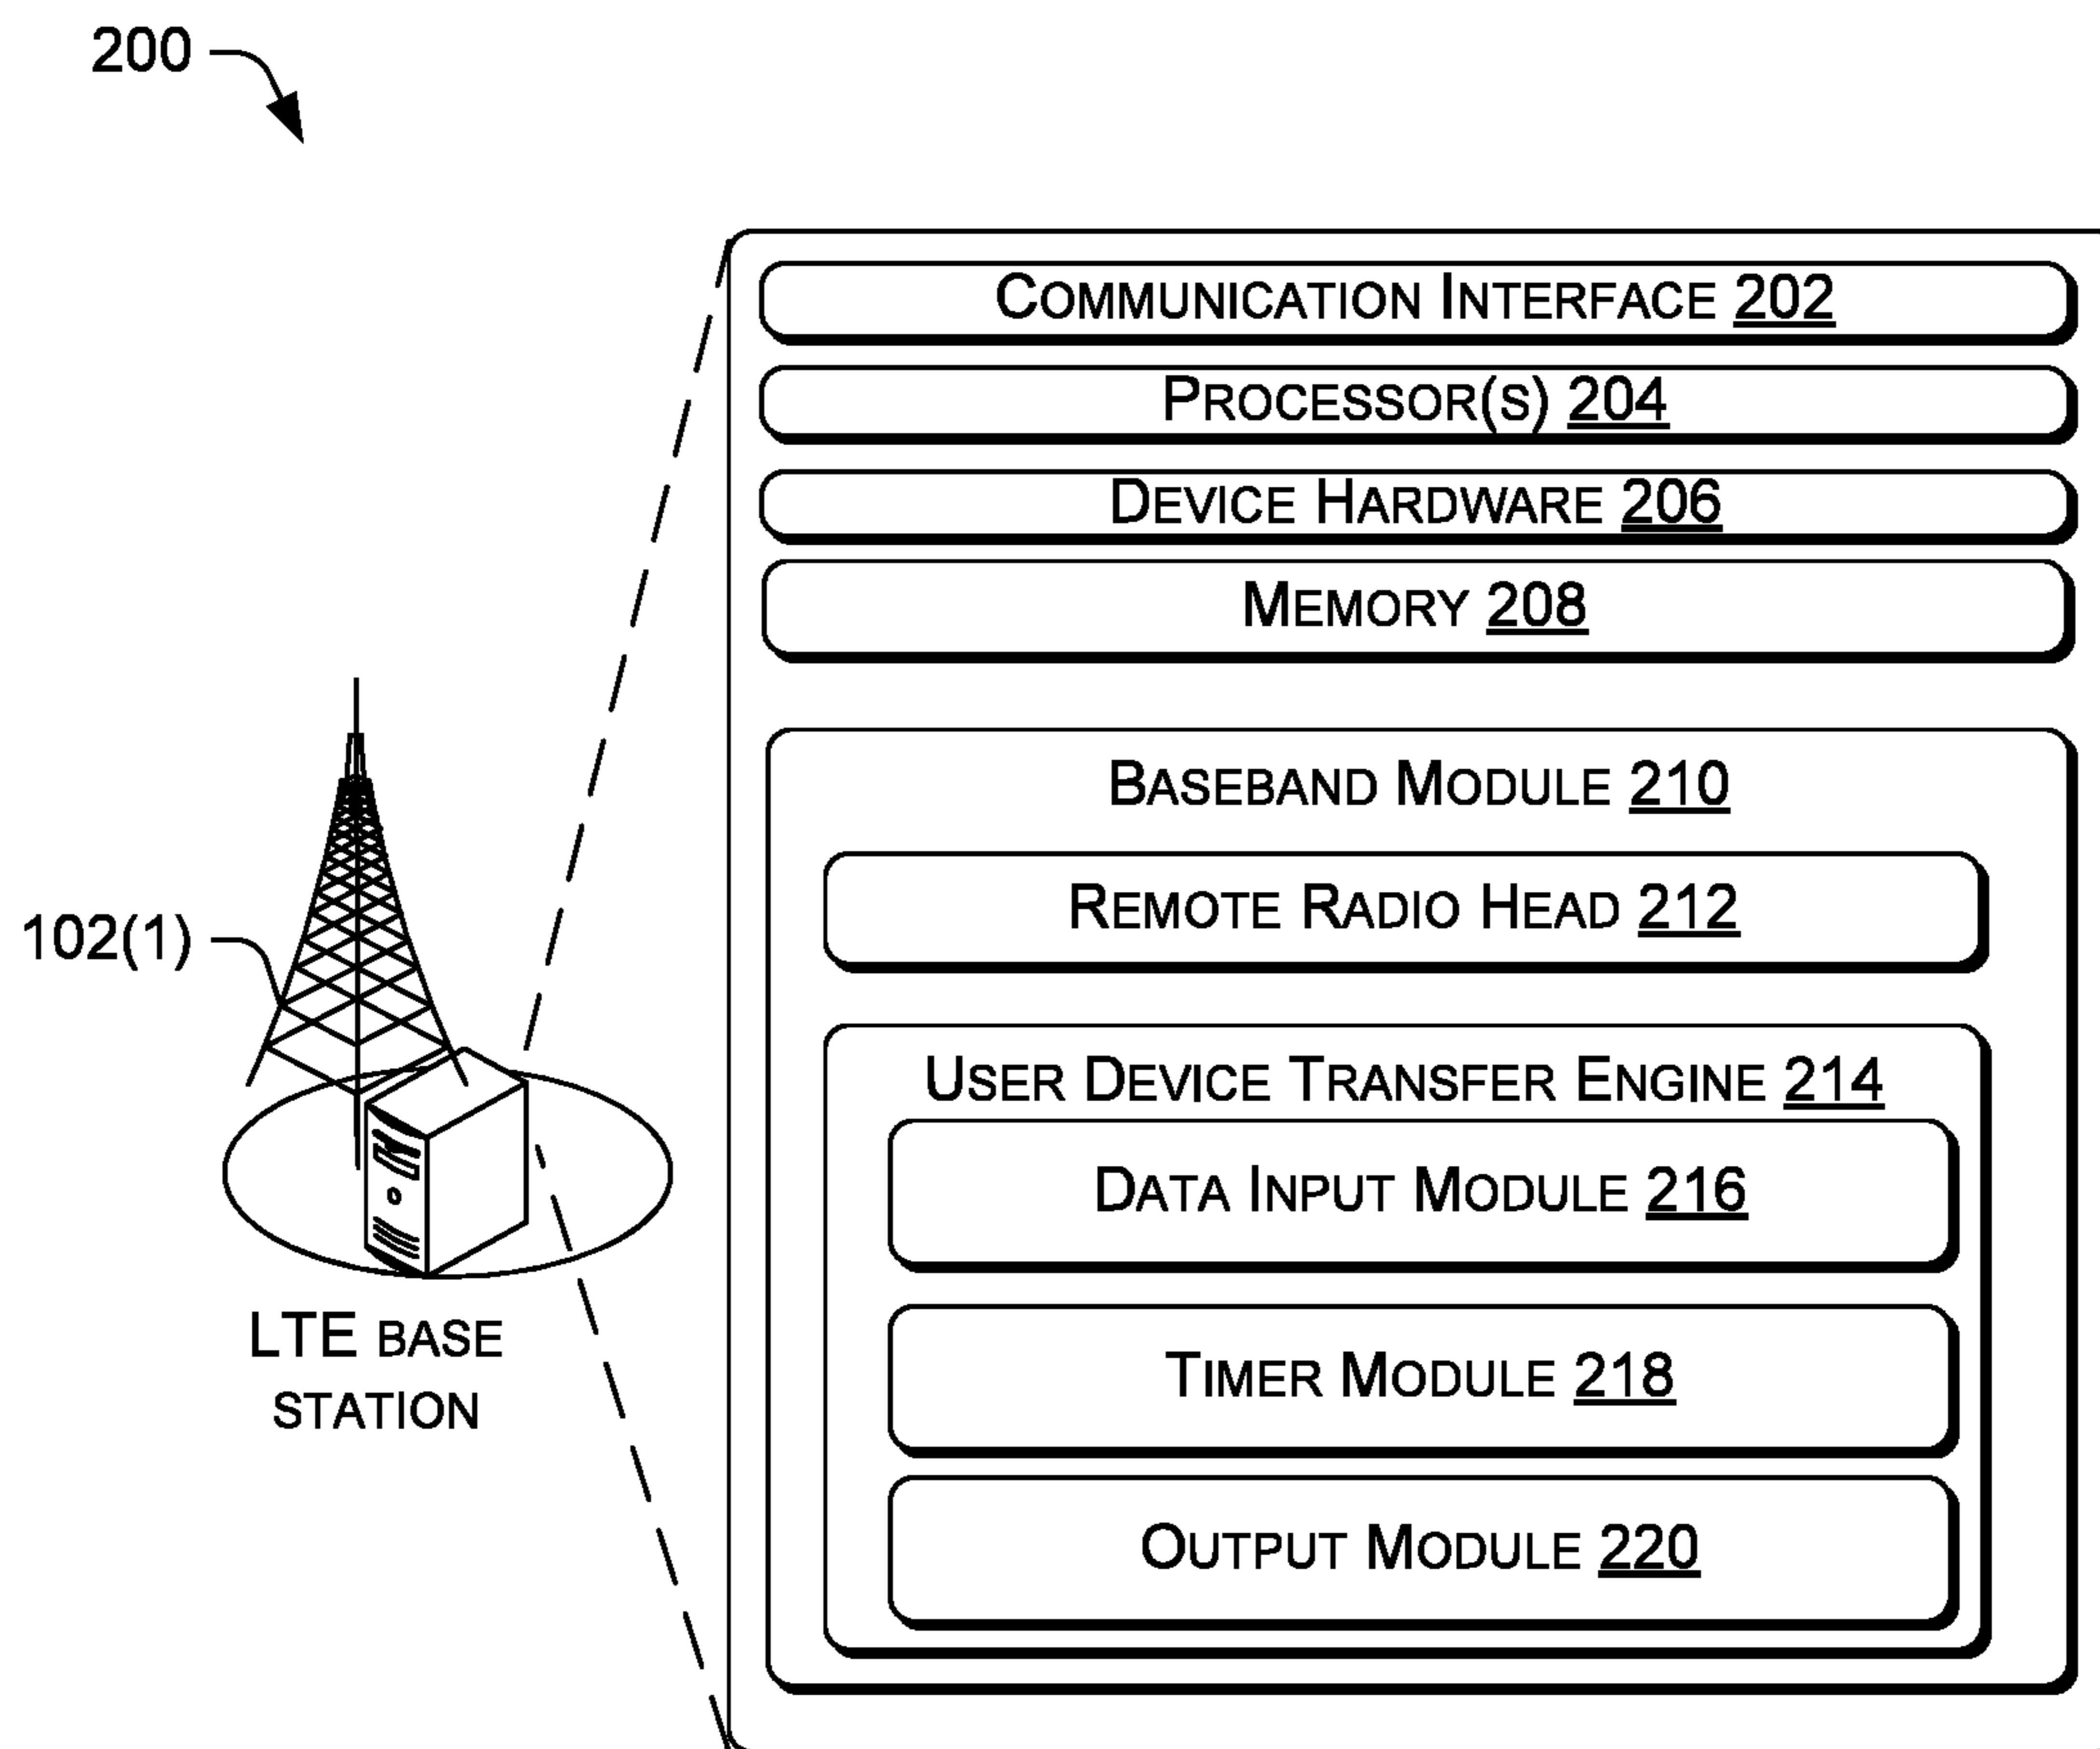 200
COMMUNICATION INTERFACE 202
PROCESSOR(S) 204
DEVICE HARDWARE 206
MEMORY 208
BASEBAND MODULE 210
REMOTE RADIO HEAD 212
102(1)
USER DEVICE TRANSFER ENGINE 214
DATA INPUT MODULE 216
TIMER MODULE 218
OUTPUT MODULE 220
LTE BASE
STATION